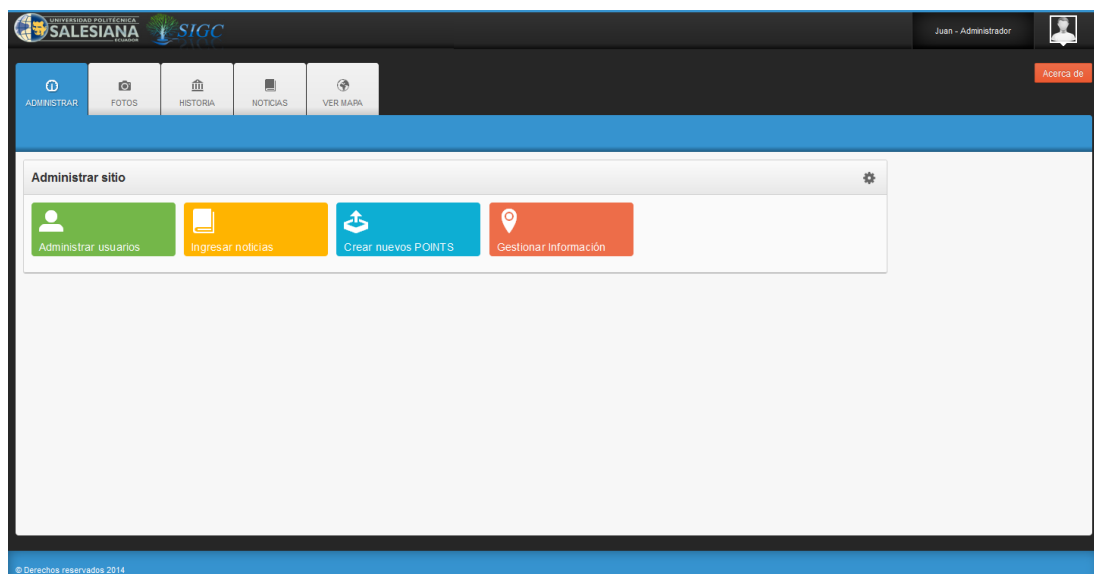 UNIVERSIDAD POLITÉCNICA
SALESIANA
ECUADOR
SIGC
Juan - Administrador
Acerca de
ADMINISTRAR
FOTOS
HISTORIA
NOTICIAS
VER MAPA
Administrar sitio
Administrar usuarios
Ingresar noticias
Crear nuevos POINTS
Gestionar Información
© Derechos reservados 2014